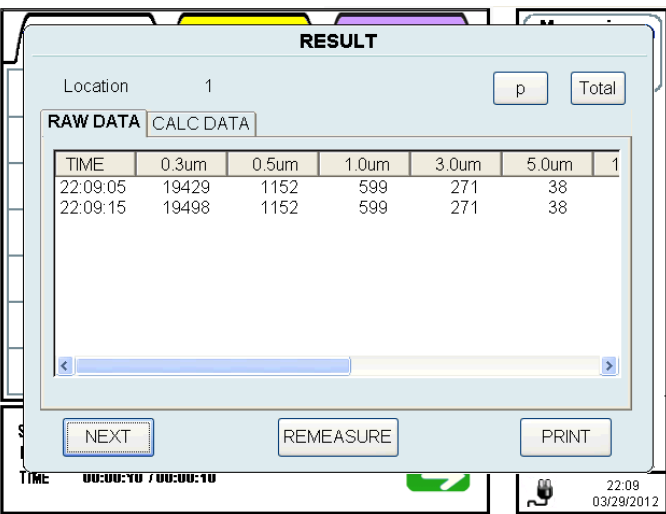 RESULT
Location 1 p Total
RAW DATA CALC DATA
TIME 0.3um 0.5um 1.0um 3.0um 5.0um 1
22:09:05 19429 1152 599 271 38
22:09:15 19498 1152 599 271 38
NEXT REMEASURE PRINT
TIME 00:00:10 / 00:00:10
22:09
03/29/2012